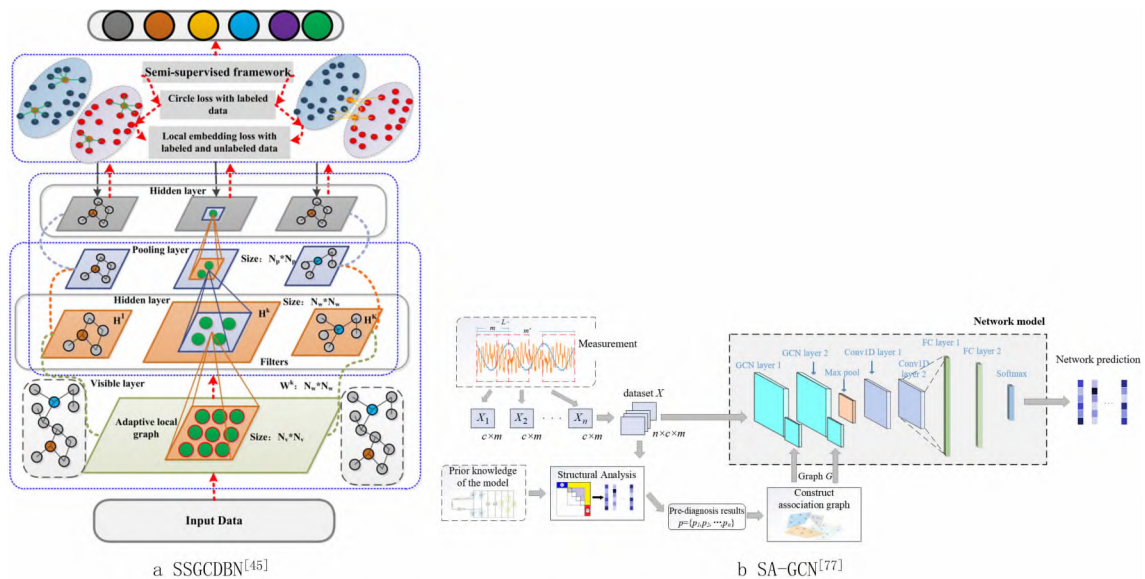 Semi-supervised framework
Circle loss with labeled
data
Local embedding loss with
labeled and unlabeled data
Hidden layer
Pooling layer
Size: Np*Np
Hidden layer
Size: Nw*Nw
H1
Hk
HK
Filters
Visible layer
Wk: Nw*Nw
Adaptive local
graph
Size: Nv*Nv
Input Data
a SSGCDBN[45]
L
m
m'
Measurement
X1
X2
. . .
Xn
c×m
c×m
c×m
dataset X
n×c×m
Prior knowledge
of the model
Structural Analysis
Pre-diagnosis results
p={p1,p2, ···,pn}
Network model
GCN layer 1
GCN layer 2
Max pool
Conv1D layer 1
Conv1D
layer 2
FC layer 1
FC layer 2
Softmax
Network prediction
...
Graph G
Construct
association graph
b SA-GCN[77]